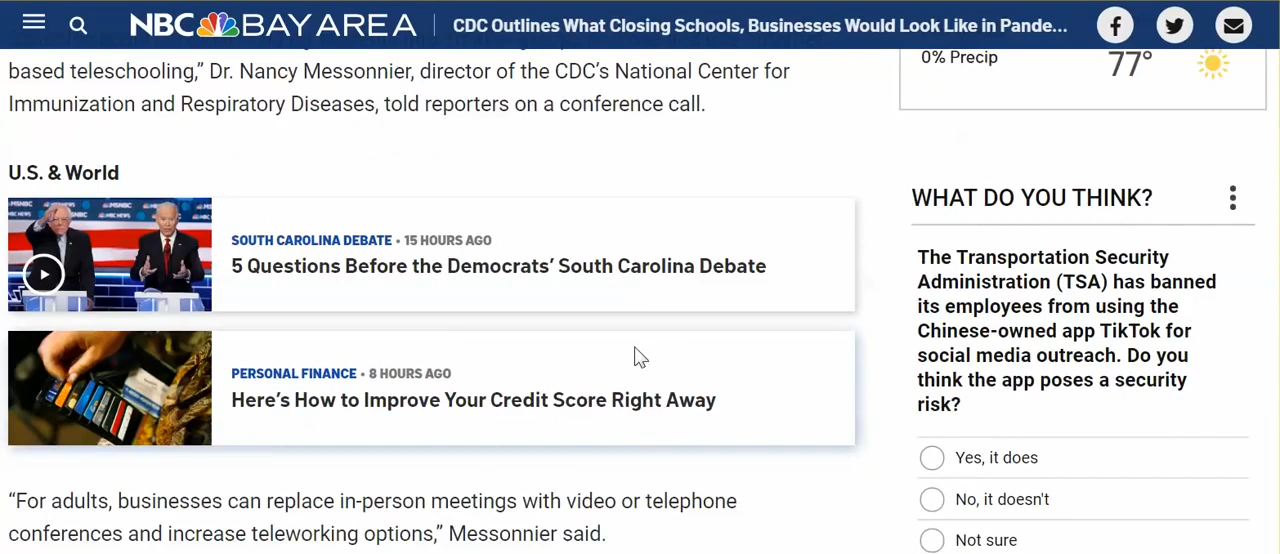 NBC BAY AREA
CDC Outlines What Closing Schools, Businesses Would Look Like in Pande...
based teleschooling,” Dr. Nancy Messonnier, director of the CDC’s National Center for
Immunization and Respiratory Diseases, told reporters on a conference call.
U.S. & World
SOUTH CAROLINA DEBATE • 15 HOURS AGO
5 Questions Before the Democrats’ South Carolina Debate
PERSONAL FINANCE • 8 HOURS AGO
Here’s How to Improve Your Credit Score Right Away
“For adults, businesses can replace in-person meetings with video or telephone
conferences and increase teleworking options,” Messonnier said.
0% Precip
77°
WHAT DO YOU THINK?
The Transportation Security
Administration (TSA) has banned
its employees from using the
Chinese-owned app TikTok for
social media outreach. Do you
think the app poses a security
risk?
Yes, it does
No, it doesn't
Not sure